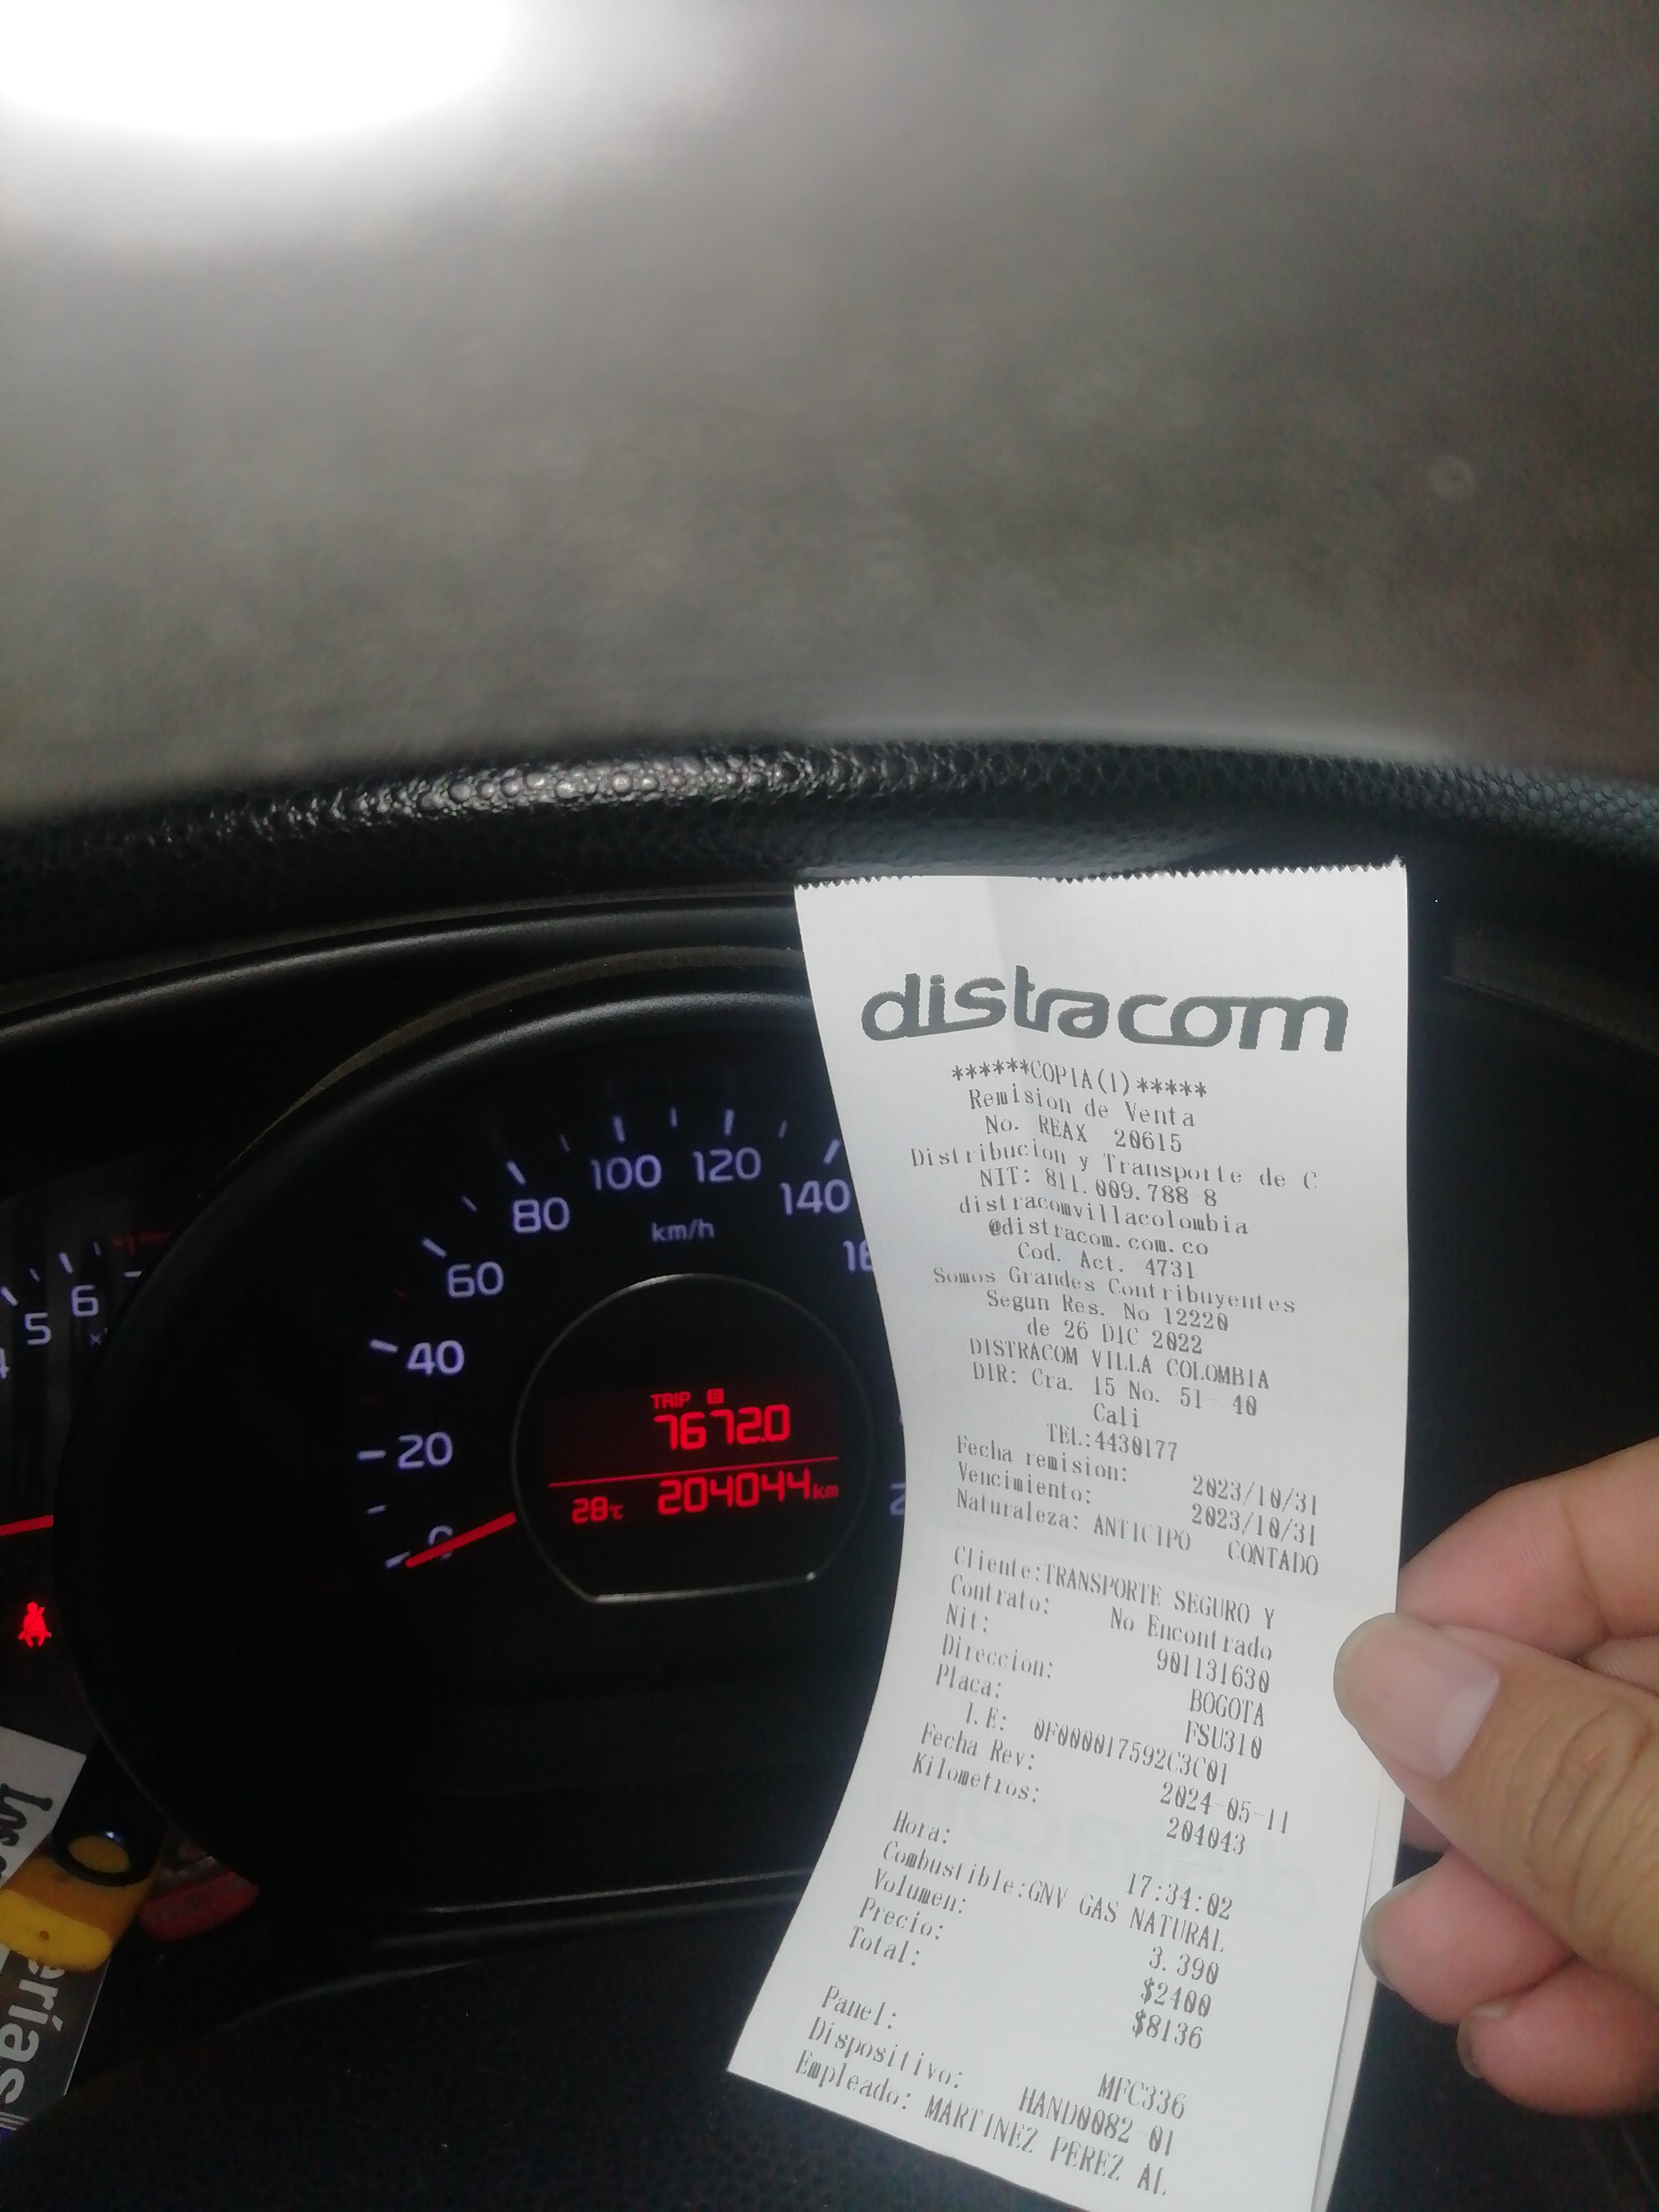 distracom
******COPIA(1)*****
Remision de Venta
No. REAX 20615
Distribucion y Transporte de C
NIT: 811.009.788-8
distracomvillacolombia
@distracom.com.co
Cod. Act. 4731
Somos Grandes Contribuyentes
Segun Res. No 12220
de 26 DIC 2022
DISTRACOM VILLA COLOMBIA
DIR: Cra. 15 No. 51- 40
Cali
TEL:4430177
Fecha remision: 2023/10/31
Vencimiento: 2023/10/31
Naturaleza: ANTICIPO CONTADO
Cliente:TRANSPORTE SEGURO Y
Contrato: No Encontrado
Nit: 901131630
Direccion: BOGOTA
Placa: FSU310
I.E: 0F000017592C3C01
Fecha Rev: 2024-05-11
Kilometros: 204043
Hora: 17:34:02
Combustible:GNV GAS NATURAL
Volumen: 3.390
Precio: $2400
Total: $8136
Panel: MFC336
Dispositivo: HAND0082-01
Empleado: MARTINEZ PEREZ AL
0
20
40
60
80
100
120
140
km/h
TRIP B
7672.0
28°C 204044km
4
5
6
erías